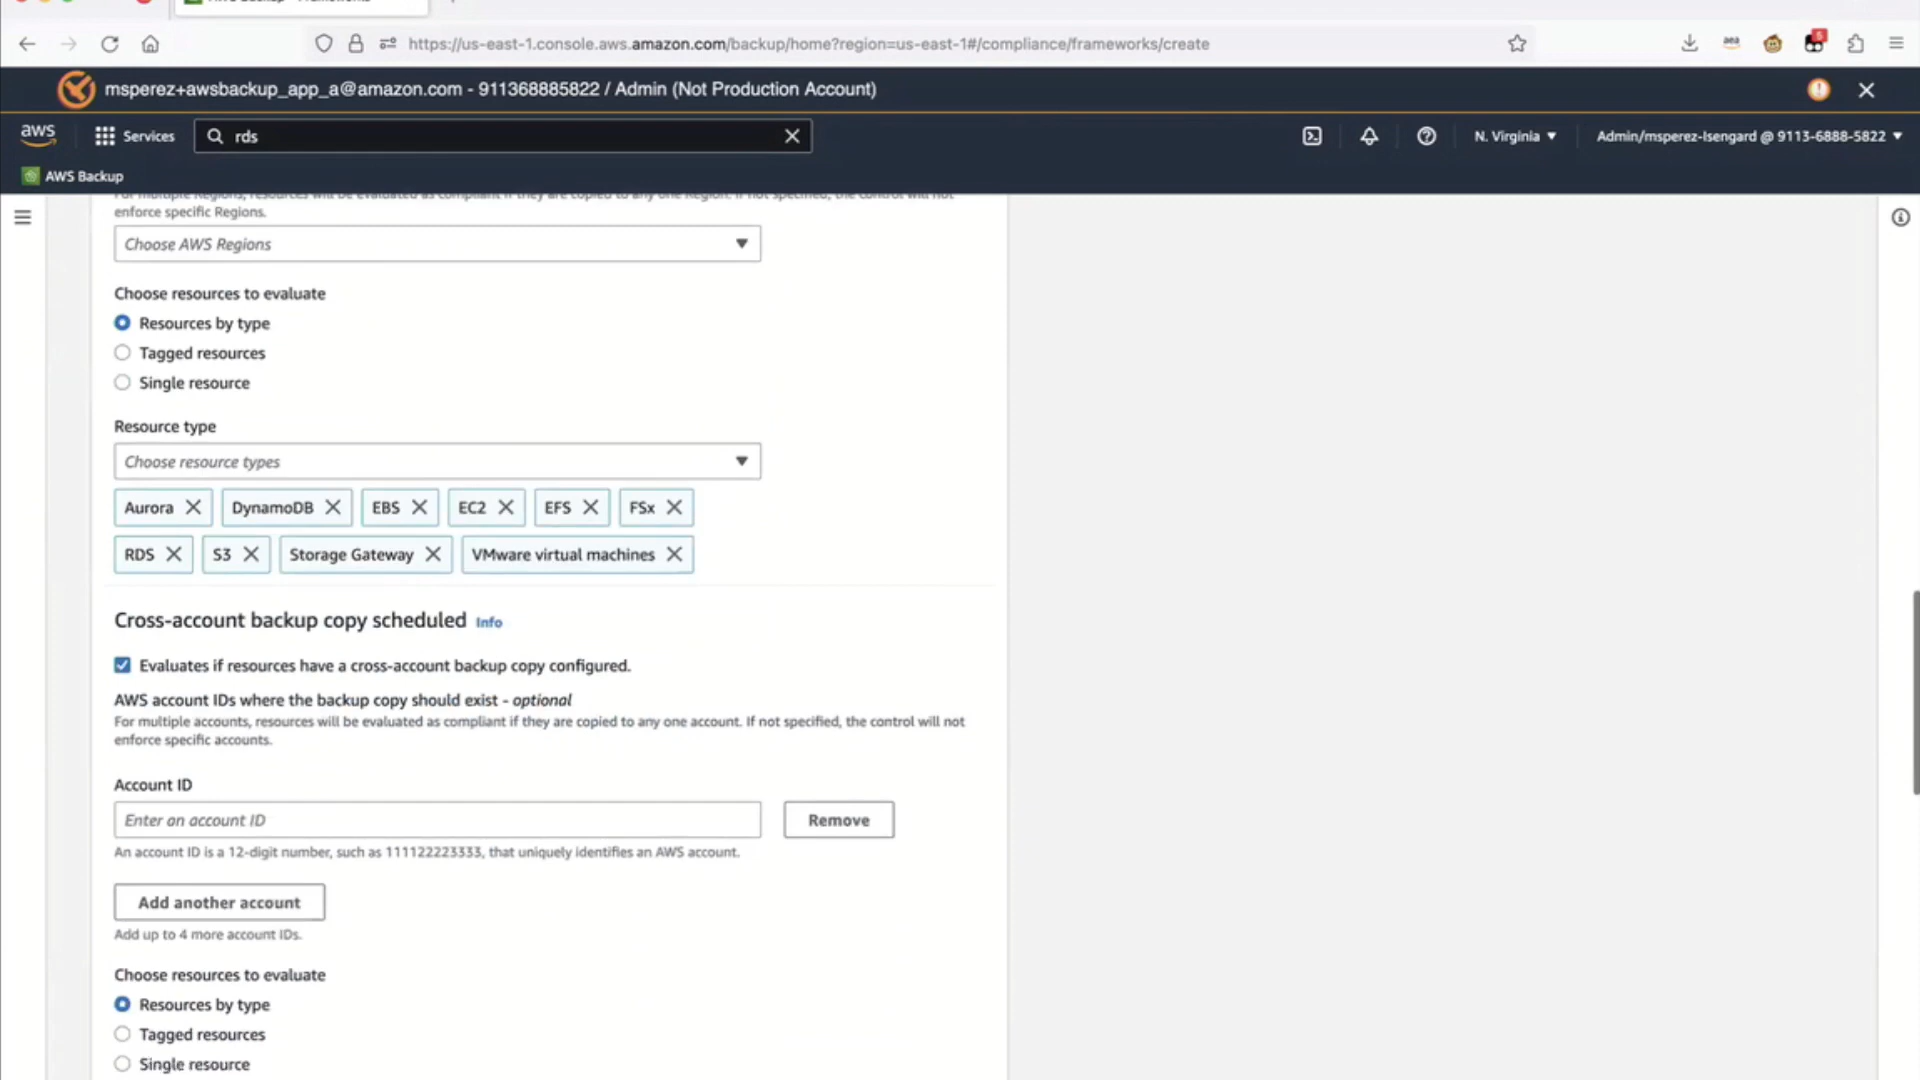 https://us-east-1.console.aws.amazon.com/backup/home?region=us-east-1#/compliance/frameworks/create
msperez+awsbackup_app_a@amazon.com - 911368885822 / Admin (Not Production Account)
aws
Services
rds
N. Virginia
Admin/msperez-Isengard @ 9113-6888-5822
AWS Backup
For multiple Regions, resources will be evaluated as compliant if they are copied to any one Region. If not specified, the control will not
enforce specific Regions.
Choose AWS Regions
Choose resources to evaluate
Resources by type
Tagged resources
Single resource
Resource type
Choose resource types
Aurora DynamoDB EBS EC2 EFS FSx
RDS S3 Storage Gateway VMware virtual machines
Cross-account backup copy scheduled Info
Evaluates if resources have a cross-account backup copy configured.
AWS account IDs where the backup copy should exist - optional
For multiple accounts, resources will be evaluated as compliant if they are copied to any one account. If not specified, the control will not
enforce specific accounts.
Account ID
Enter an account ID
Remove
An account ID is a 12-digit number, such as 111122223333, that uniquely identifies an AWS account.
Add another account
Add up to 4 more account IDs.
Choose resources to evaluate
Resources by type
Tagged resources
Single resource